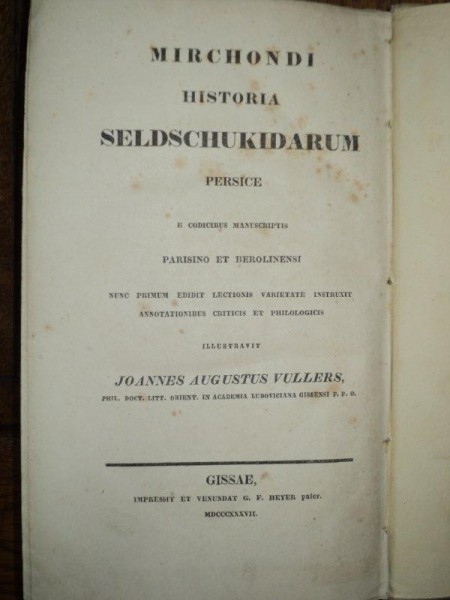 MIRCHONDI
HISTORIA
SELDSCHUKIDARUM
PERSICE
E CODICIBUS MANUSCRIPTIS
PARISINO ET BEROLINENSI
NUNC PRIMUM EDIDIT LECTIONIS VARIETATE INSTRUXIT
ANNOTATIONIBUS CRITICIS ET PHILOLOGICIS
ILLUSTRAVIT
JOANNES AUGUSTUS VULLERS,
PHIL. DOCT. LITT. ORIENT. IN ACADEMIA LUDOVICIANA GISSENSI P. P. O.
GISSAE,
IMPRESSIT ET VENUNDAT G. F. HEYER pater.
MDCCCXXXVII.